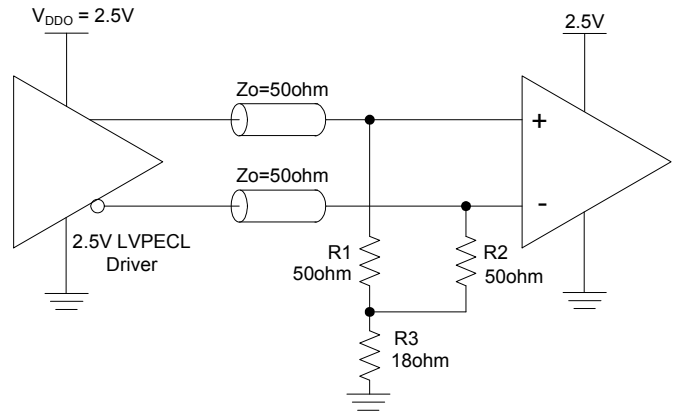 V_DDO = 2.5V
2.5V
Zo=50ohm
+
Zo=50ohm
-
2.5V LVPECL
Driver
R1
50ohm
R2
50ohm
R3
18ohm